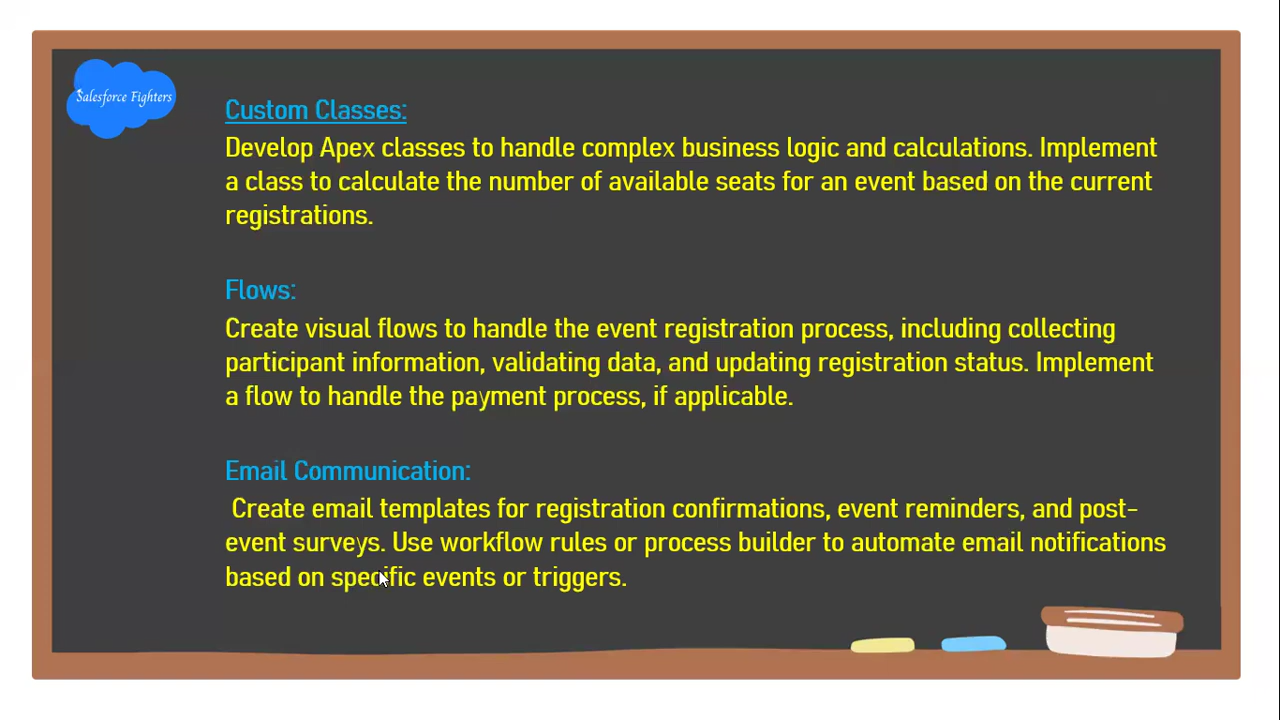 Salesforce Fighters
Custom Classes:
Develop Apex classes to handle complex business logic and calculations. Implement
a class to calculate the number of available seats for an event based on the current
registrations.
Flows:
Create visual flows to handle the event registration process, including collecting
participant information, validating data, and updating registration status. Implement
a flow to handle the payment process, if applicable.
Email Communication:
Create email templates for registration confirmations, event reminders, and post-
event surveys. Use workflow rules or process builder to automate email notifications
based on specific events or triggers.